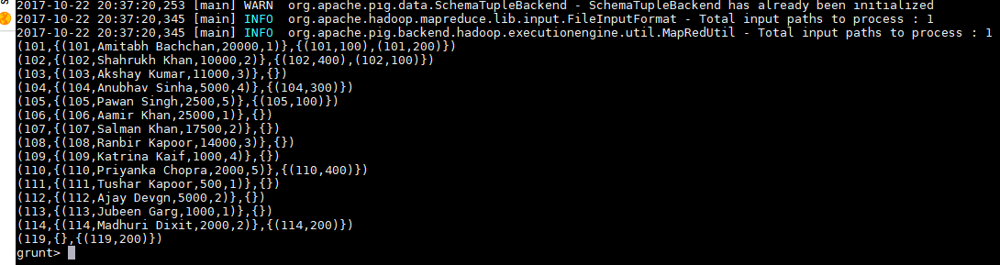 2017-10-22 20:37:20,253 [main] WARN  org.apache.pig.data.SchemaTupleBackend - SchemaTupleBackend has already been initialized
2017-10-22 20:37:20,345 [main] INFO  org.apache.hadoop.mapreduce.lib.input.FileInputFormat - Total input paths to process : 1
2017-10-22 20:37:20,345 [main] INFO  org.apache.pig.backend.hadoop.executionengine.util.MapRedUtil - Total input paths to process : 1
(101,{(101,Amitabh Bachchan,20000,1)},{(101,100),(101,200)})
(102,{(102,Shahrukh Khan,10000,2)},{(102,400),(102,100)})
(103,{(103,Akshay Kumar,11000,3)},{})
(104,{(104,Anubhav Sinha,5000,4)},{(104,300)})
(105,{(105,Pawan Singh,2500,5)},{(105,100)})
(106,{(106,Aamir Khan,25000,1)},{})
(107,{(107,Salman Khan,17500,2)},{})
(108,{(108,Ranbir Kapoor,14000,3)},{})
(109,{(109,Katrina Kaif,1000,4)},{})
(110,{(110,Priyanka Chopra,2000,5)},{(110,400)})
(111,{(111,Tushar Kapoor,500,1)},{})
(112,{(112,Ajay Devgn,5000,2)},{})
(113,{(113,Jubeen Garg,1000,1)},{})
(114,{(114,Madhuri Dixit,2000,2)},{(114,200)})
(119,{},{(119,200)})
grunt>